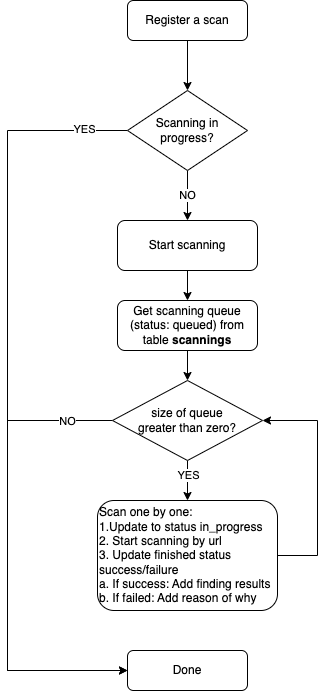 Register a scan
Scanning in
progress?
YES
NO
Start scanning
Get scanning queue
(status: queued) from
table scannings
size of queue
greater than zero?
NO
YES
Scan one by one:
1.Update to status in_progress
2. Start scanning by url
3. Update finished status
success/failure
a. If success: Add finding results
b. If failed: Add reason of why
Done